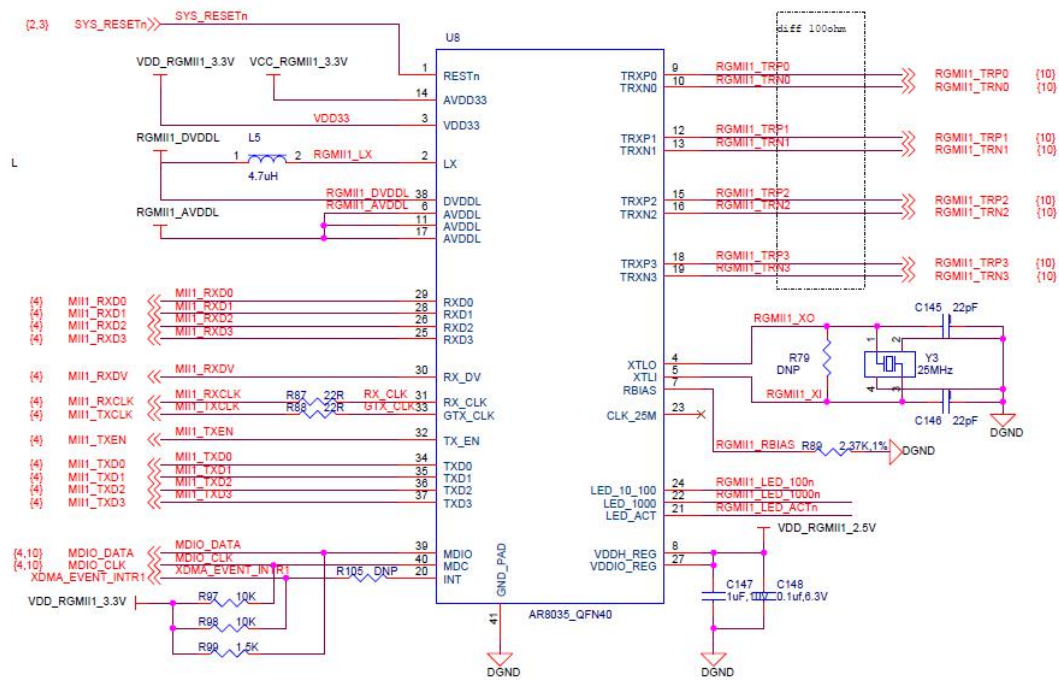 {2,3} SYS_RESETn SYS_RESETn
U8
diff 100ohm
VDD_RGMII1_3.3V VCC_RGMII1_3.3V
1 RESTn
14 AVDD33
VDD33 3 VDD33
RGMII1_DVDDL
L5
L
1 2 RGMII1_LX 2 LX
4.7uH
RGMII1_DVDDL 38 DVDDL
RGMII1_AVDDL RGMII1_AVDDL 6 AVDDL
11 AVDDL
17 AVDDL
{4} MII1_RXD0 MII1_RXD0 29 RXD0
{4} MII1_RXD1 MII1_RXD1 28 RXD1
{4} MII1_RXD2 MII1_RXD2 26 RXD2
{4} MII1_RXD3 MII1_RXD3 25 RXD3
{4} MII1_RXDV MII1_RXDV 30 RX_DV
{4} MII1_RXCLK MII1_RXCLK R87 22R RX_CLK 31 RX_CLK
{4} MII1_TXCLK MII1_TXCLK R88 22R GTX_CLK 33 GTX_CLK
{4} MII1_TXEN MII1_TXEN 32 TX_EN
{4} MII1_TXD0 MII1_TXD0 34 TXD0
{4} MII1_TXD1 MII1_TXD1 35 TXD1
{4} MII1_TXD2 MII1_TXD2 36 TXD2
{4} MII1_TXD3 MII1_TXD3 37 TXD3
{4,10} MDIO_DATA MDIO_DATA 39 MDIO
{4,10} MDIO_CLK MDIO_CLK 40 MDC
XDMA_EVENT_INTR1 XDMA_EVENT_INTR1 R105 DNP 20 INT
VDD_RGMII1_3.3V
R97 10K
R98 10K
R99 1.5K
GND_PAD
41
DGND
AR8035_QFN40
TRXP0 9 RGMII1_TRP0 RGMII1_TRP0 {10}
TRXN0 10 RGMII1_TRN0 RGMII1_TRN0 {10}
TRXP1 12 RGMII1_TRP1 RGMII1_TRP1 {10}
TRXN1 13 RGMII1_TRN1 RGMII1_TRN1 {10}
TRXP2 15 RGMII1_TRP2 RGMII1_TRP2 {10}
TRXN2 16 RGMII1_TRN2 RGMII1_TRN2 {10}
TRXP3 18 RGMII1_TRP3 RGMII1_TRP3 {10}
TRXN3 19 RGMII1_TRN3 RGMII1_TRN3 {10}
C145 22pF
RGMII1_XO
1 2
XTLO 4
R79
DNP
Y3
25MHz
XTLI 5
4 3
RBIAS 7
RGMII1_XI
C146 22pF
DGND
CLK_25M 23
RGMII1_RBIAS R89 2.37K,1% DGND
LED_10_100 24 RGMII1_LED_100n
LED_1000 22 RGMII1_LED_1000n
LED_ACT 21 RGMII1_LED_ACTn
VDD_RGMII1_2.5V
VDDH_REG 8
VDDIO_REG 27
C147 C148
1uF, 0.1uf,6.3V
DGND